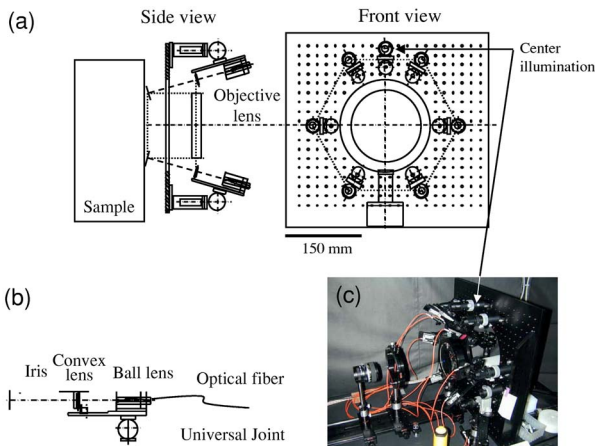 (a)
Side view
Front view
Center
illumination
Objective
lens
Sample
150 mm
(b)
(c)
Iris
Convex
lens
Ball lens
Optical fiber
Universal Joint